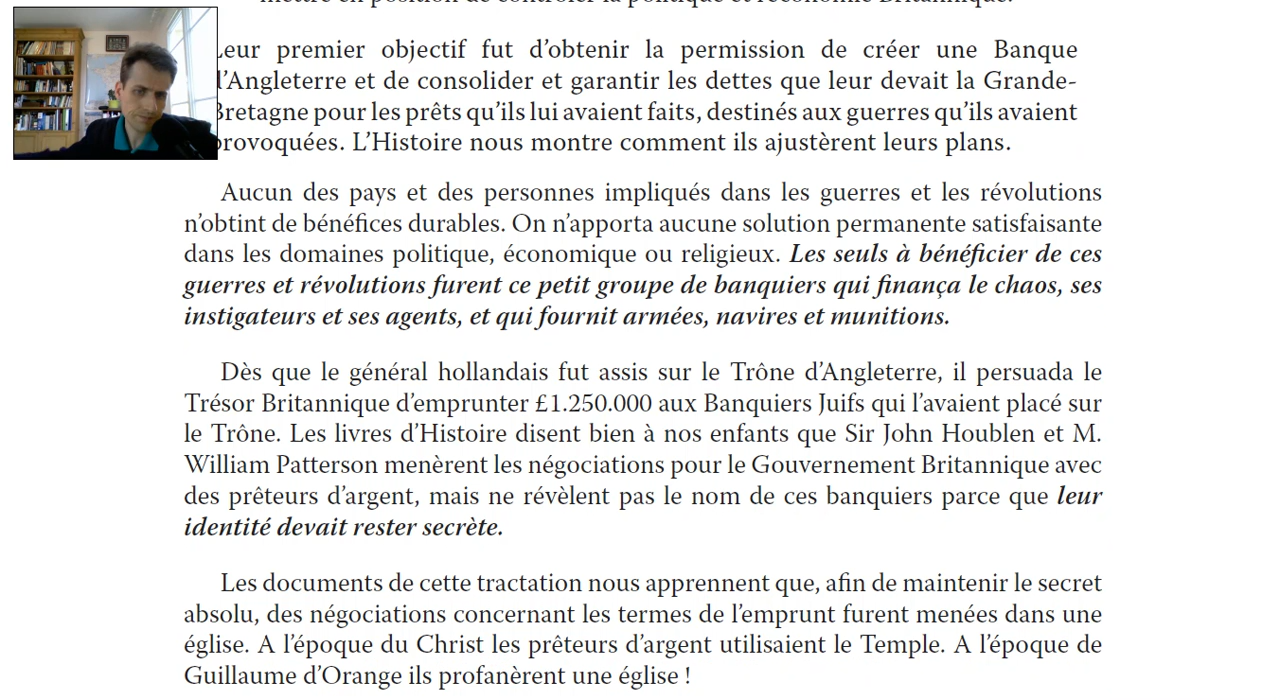 mettre en position de contrôler la politique et l'économie Britannique.
Leur premier objectif fut d'obtenir la permission de créer une Banque
d'Angleterre et de consolider et garantir les dettes que leur devait la Grande-
Bretagne pour les prêts qu'ils lui avaient faits, destinés aux guerres qu'ils avaient
provoquées. L'Histoire nous montre comment ils ajustèrent leurs plans.
Aucun des pays et des personnes impliqués dans les guerres et les révolutions
n'obtint de bénéfices durables. On n'apporta aucune solution permanente satisfaisante
dans les domaines politique, économique ou religieux. Les seuls à bénéficier de ces
guerres et révolutions furent ce petit groupe de banquiers qui finança le chaos, ses
instigateurs et ses agents, et qui fournit armées, navires et munitions.
Dès que le général hollandais fut assis sur le Trône d'Angleterre, il persuada le
Trésor Britannique d'emprunter £1.250.000 aux Banquiers Juifs qui l'avaient placé sur
le Trône. Les livres d'Histoire disent bien à nos enfants que Sir John Houblen et M.
William Patterson menèrent les négociations pour le Gouvernement Britannique avec
des prêteurs d'argent, mais ne révèlent pas le nom de ces banquiers parce que leur
identité devait rester secrète.
Les documents de cette tractation nous apprennent que, afin de maintenir le secret
absolu, des négociations concernant les termes de l'emprunt furent menées dans une
église. A l'époque du Christ les prêteurs d'argent utilisaient le Temple. A l'époque de
Guillaume d'Orange ils profanèrent une église !